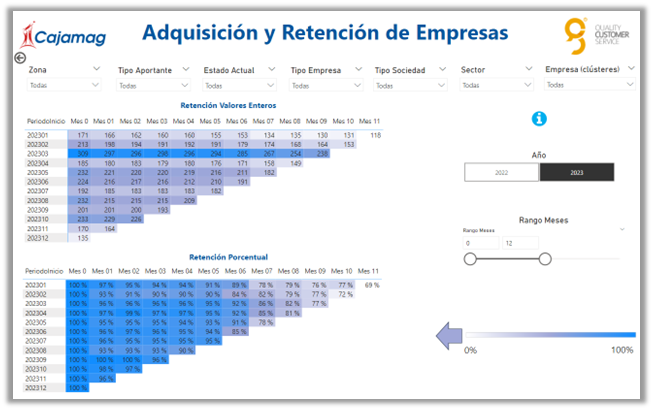 Cajamag
Adquisición y Retención de Empresas
QUALITY
CUSTOMER
SERVICE
Zona
Tipo Aportante
Estado Actual
Tipo Empresa
Tipo Sociedad
Sector
Empresa (clústeres)
Todas
Todas
Todas
Todas
Todas
Todas
Todas
Retención Valores Enteros
PeriodoInicio Mes 0 Mes 01 Mes 02 Mes 03 Mes 04 Mes 05 Mes 06 Mes 07 Mes 08 Mes 09 Mes 10 Mes 11
202301 171 166 162 160 160 155 153 134 135 130 131 118
202302 213 198 194 191 192 191 179 174 168 164 153
202303 309 297 296 298 296 294 285 267 254 238
202304 185 180 183 179 180 176 171 158 149
202305 232 221 220 220 219 216 211 182
202306 224 216 217 216 212 210 191
202307 192 185 183 183 183 182
202308 232 215 215 215 209
202309 201 201 200 193
202310 233 229 226
202311 170 164
202312 135
Año
2022 2023
Rango Meses
Rango Meses
0 12
Retención Porcentual
PeriodoInicio Mes 0 Mes 01 Mes 02 Mes 03 Mes 04 Mes 05 Mes 06 Mes 07 Mes 08 Mes 09 Mes 10 Mes 11
202301 100 % 97 % 95 % 94 % 94 % 91 % 89 % 78 % 79 % 76 % 77 % 69 %
202302 100 % 93 % 91 % 90 % 90 % 90 % 84 % 82 % 79 % 77 % 72 %
202303 100 % 96 % 96 % 96 % 96 % 95 % 92 % 86 % 82 % 77 %
202304 100 % 97 % 99 % 97 % 97 % 95 % 92 % 85 % 81 %
202305 100 % 95 % 95 % 95 % 94 % 93 % 91 % 78 %
202306 100 % 96 % 97 % 96 % 95 % 94 % 85 %
202307 100 % 96 % 95 % 95 % 95 % 95 %
202308 100 % 93 % 93 % 93 % 90 %
202309 100 % 100 % 100 % 96 %
202310 100 % 98 % 97 %
202311 100 % 96 %
202312 100 %
0% 100%